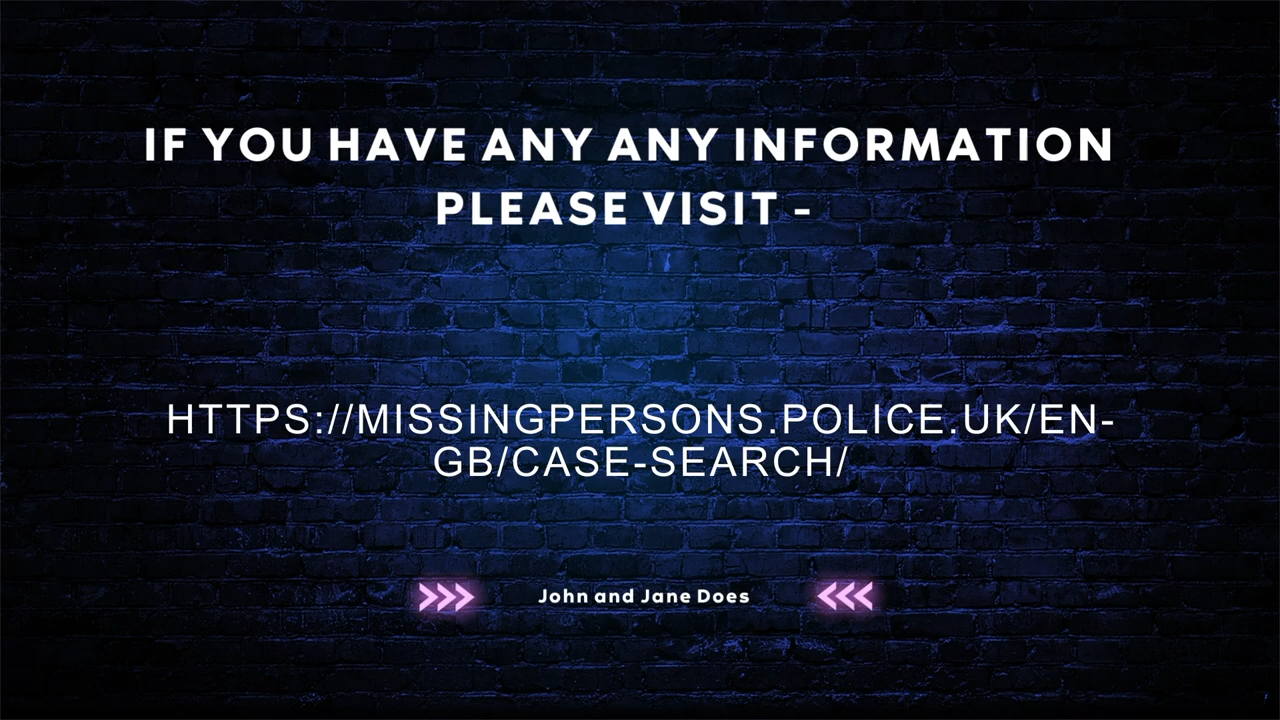 IF YOU HAVE ANY ANY INFORMATION
PLEASE VISIT -
HTTPS://MISSINGPERSONS.POLICE.UK/EN-
GB/CASE-SEARCH/
John and Jane Does